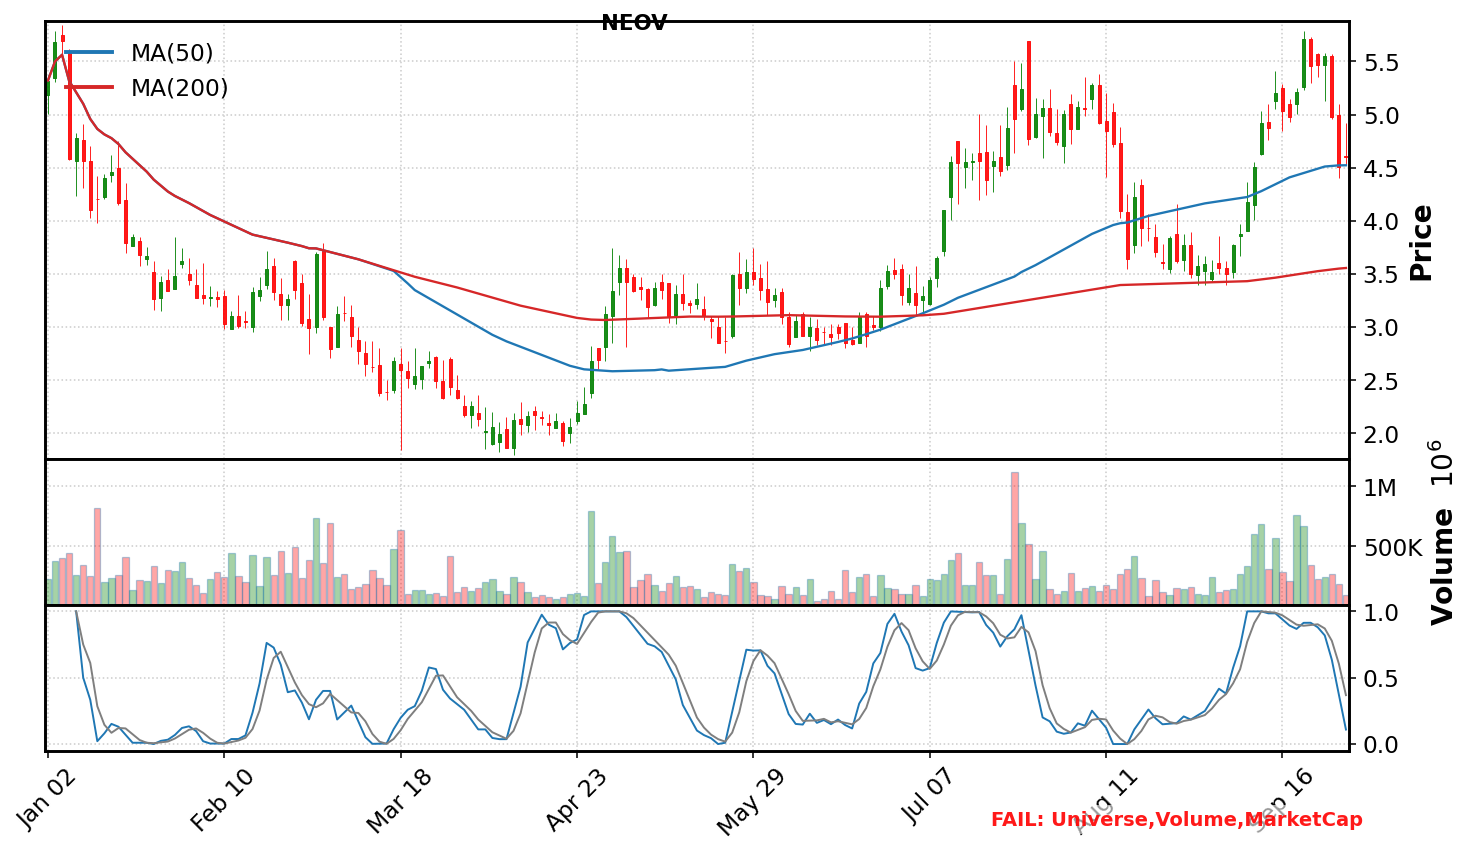 NEOV
MA(50)
MA(200)
5.5
5.0
4.5
4.0
3.5
3.0
2.5
2.0
Price
1M
500K
Volume 10⁶
1.0
0.5
0.0
Jan 02
Feb 10
Mar 18
Apr 23
May 29
Jul 07
Aug 11
Sep 16
FAIL: Universe,Volume,MarketCap